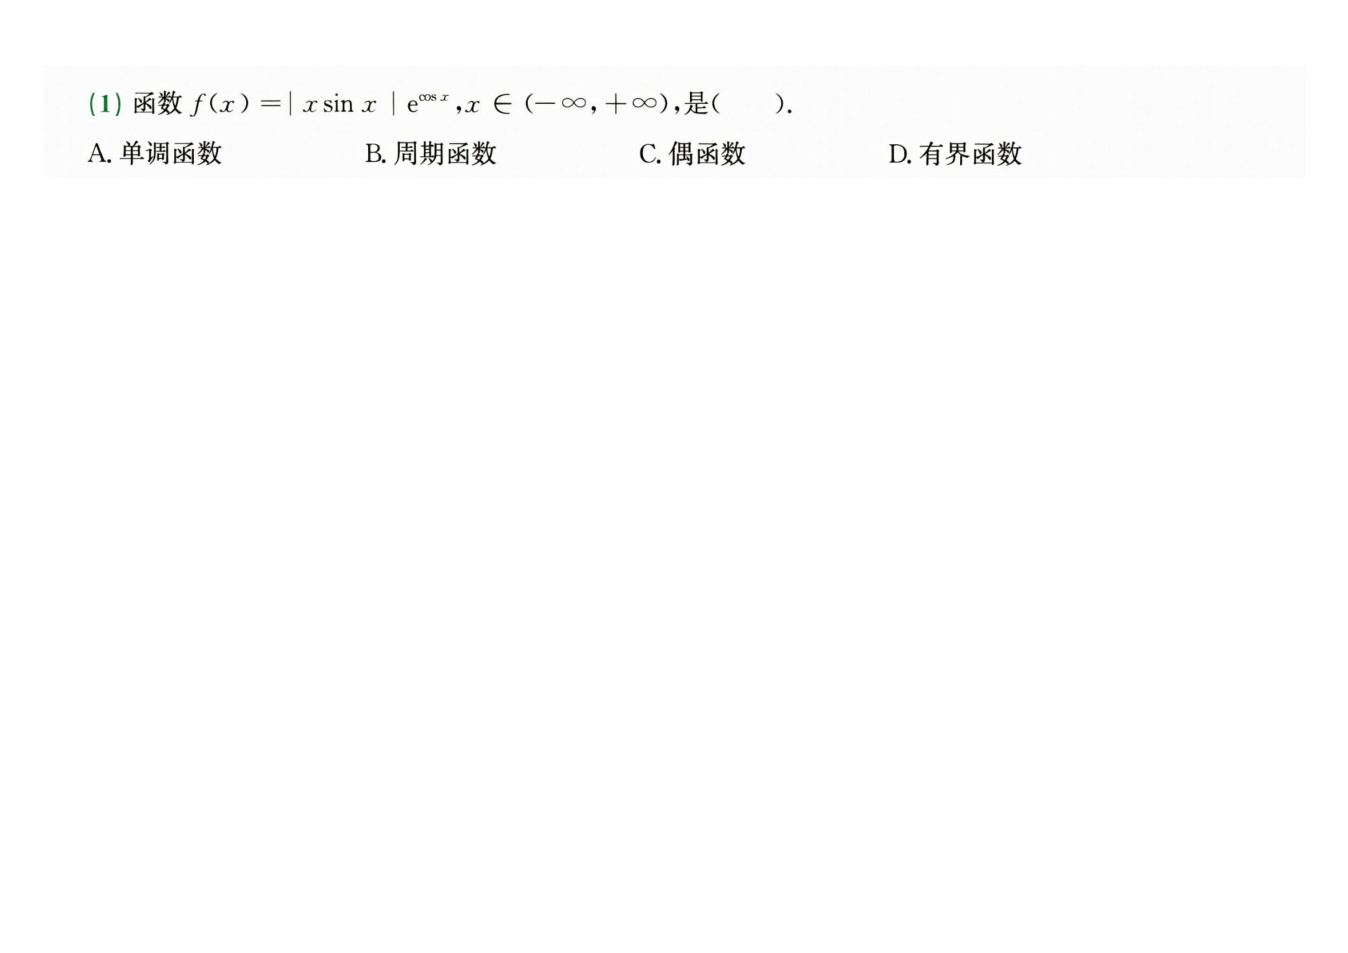 (1) 函数 f(x)=| x sin x | e^{cos x},x ∈ (-∞,+∞),是(    ).
A. 单调函数 B. 周期函数 C. 偶函数 D. 有界函数